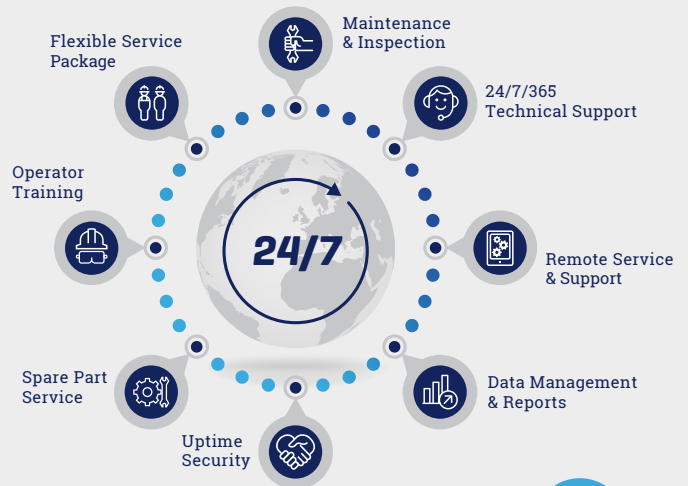 Maintenance
& Inspection
Flexible Service
Package
24/7/365
Technical Support
Operator
Training
24/7
Remote Service
& Support
Spare Part
Service
Data Management
& Reports
Uptime
Security